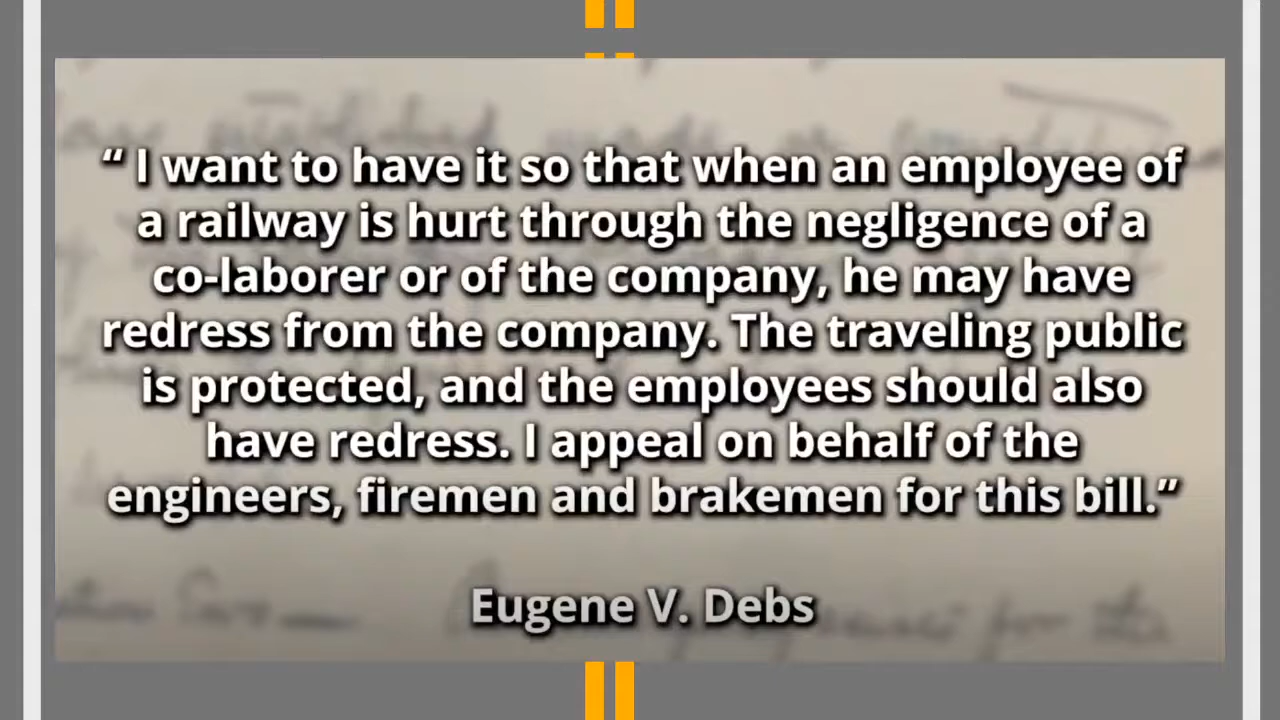 “ I want to have it so that when an employee of
a railway is hurt through the negligence of a
co-laborer or of the company, he may have
redress from the company. The traveling public
is protected, and the employees should also
have redress. I appeal on behalf of the
engineers, firemen and brakemen for this bill.”
Eugene V. Debs